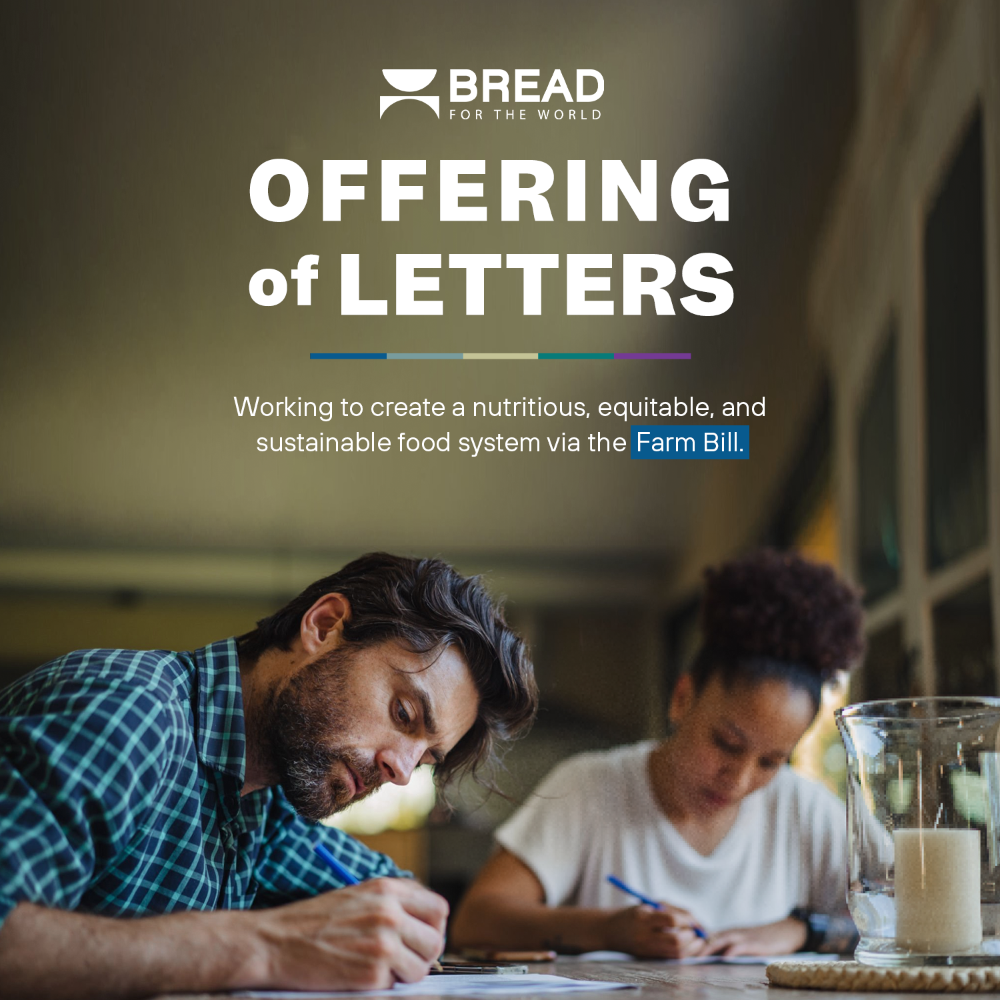 BREAD
FOR THE WORLD
OFFERING
of LETTERS
Working to create a nutritious, equitable, and
sustainable food system via the Farm Bill.